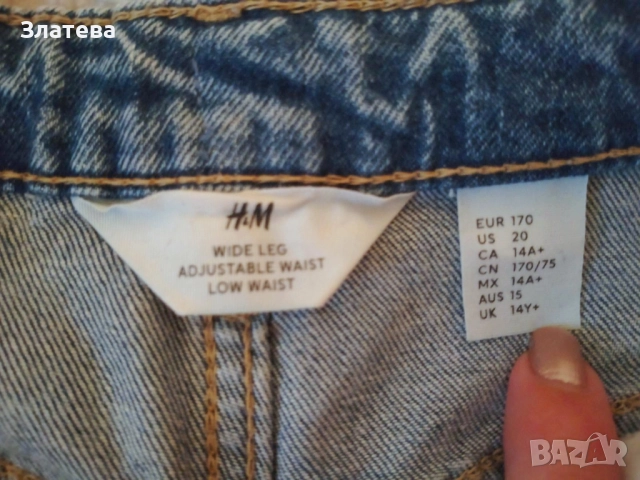 Златева
H&M
WIDE LEG
ADJUSTABLE WAIST
LOW WAIST
EUR 170
US 20
CA 14A+
CN 170/75
MX 14A+
AUS 15
UK 14Y+
BAZAR